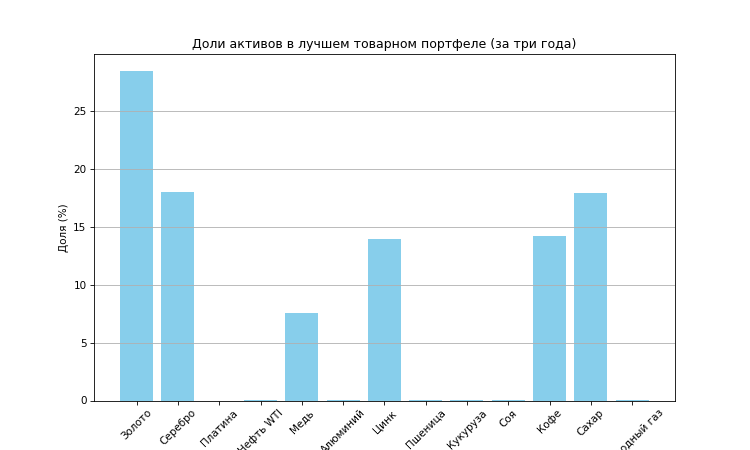 Доли активов в лучшем товарном портфеле (за три года)
Доля (%)
25
20
15
10
5
0
Золото
Серебро
Платина
Нефть WTI
Медь
Алюминий
Цинк
Пшеница
Кукуруза
Соя
Кофе
Сахар
одный газ